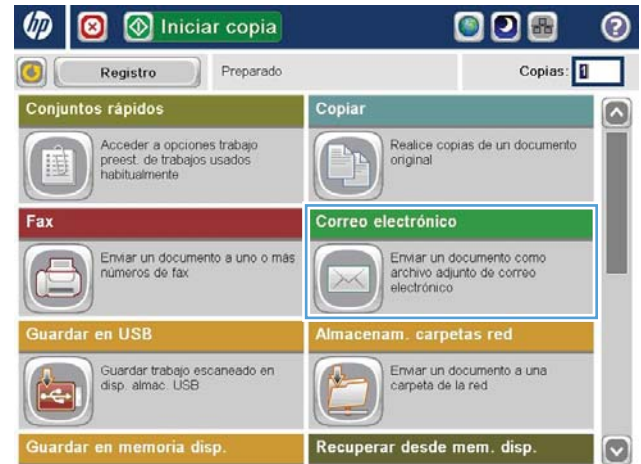 hp Iniciar copia ?
Registro Preparado Copias: 1
Conjuntos rápidos
Acceder a opciones trabajo
preest. de trabajos usados
habitualmente
Copiar
Realice copias de un documento
original
Fax
Enviar un documento a uno o más
números de fax
Correo electrónico
Enviar un documento como
archivo adjunto de correo
electrónico
Guardar en USB
Guardar trabajo escaneado en
disp. almac. USB
Almacenam. carpetas red
Enviar un documento a una
carpeta de la red
Guardar en memoria disp.
Recuperar desde mem. disp.